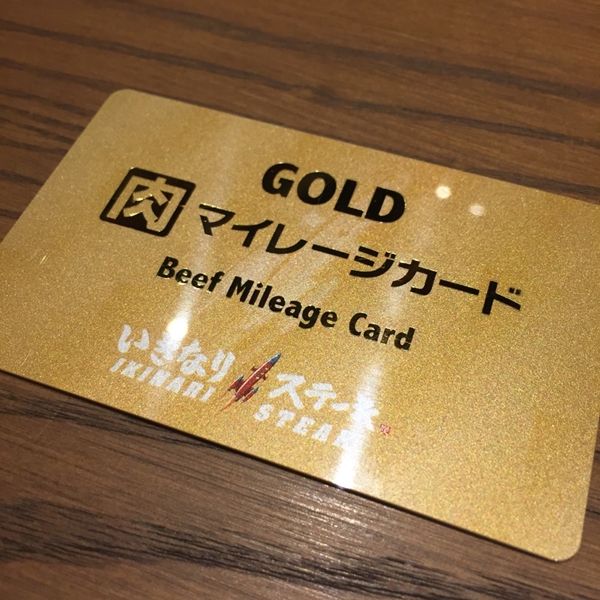 GOLD
肉マイレージカード
Beef Mileage Card
いきなりステーキ
IKINARI STEAK